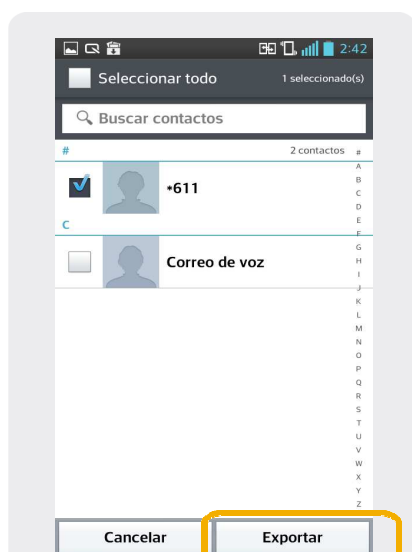 2:42
Seleccionar todo 1 seleccionado(s)
Buscar contactos
# 2 contactos
*611
C
Correo de voz
#
A
B
C
D
E
F
G
H
I
J
K
L
M
N
O
P
Q
R
S
T
U
V
W
X
Y
Z
Cancelar Exportar